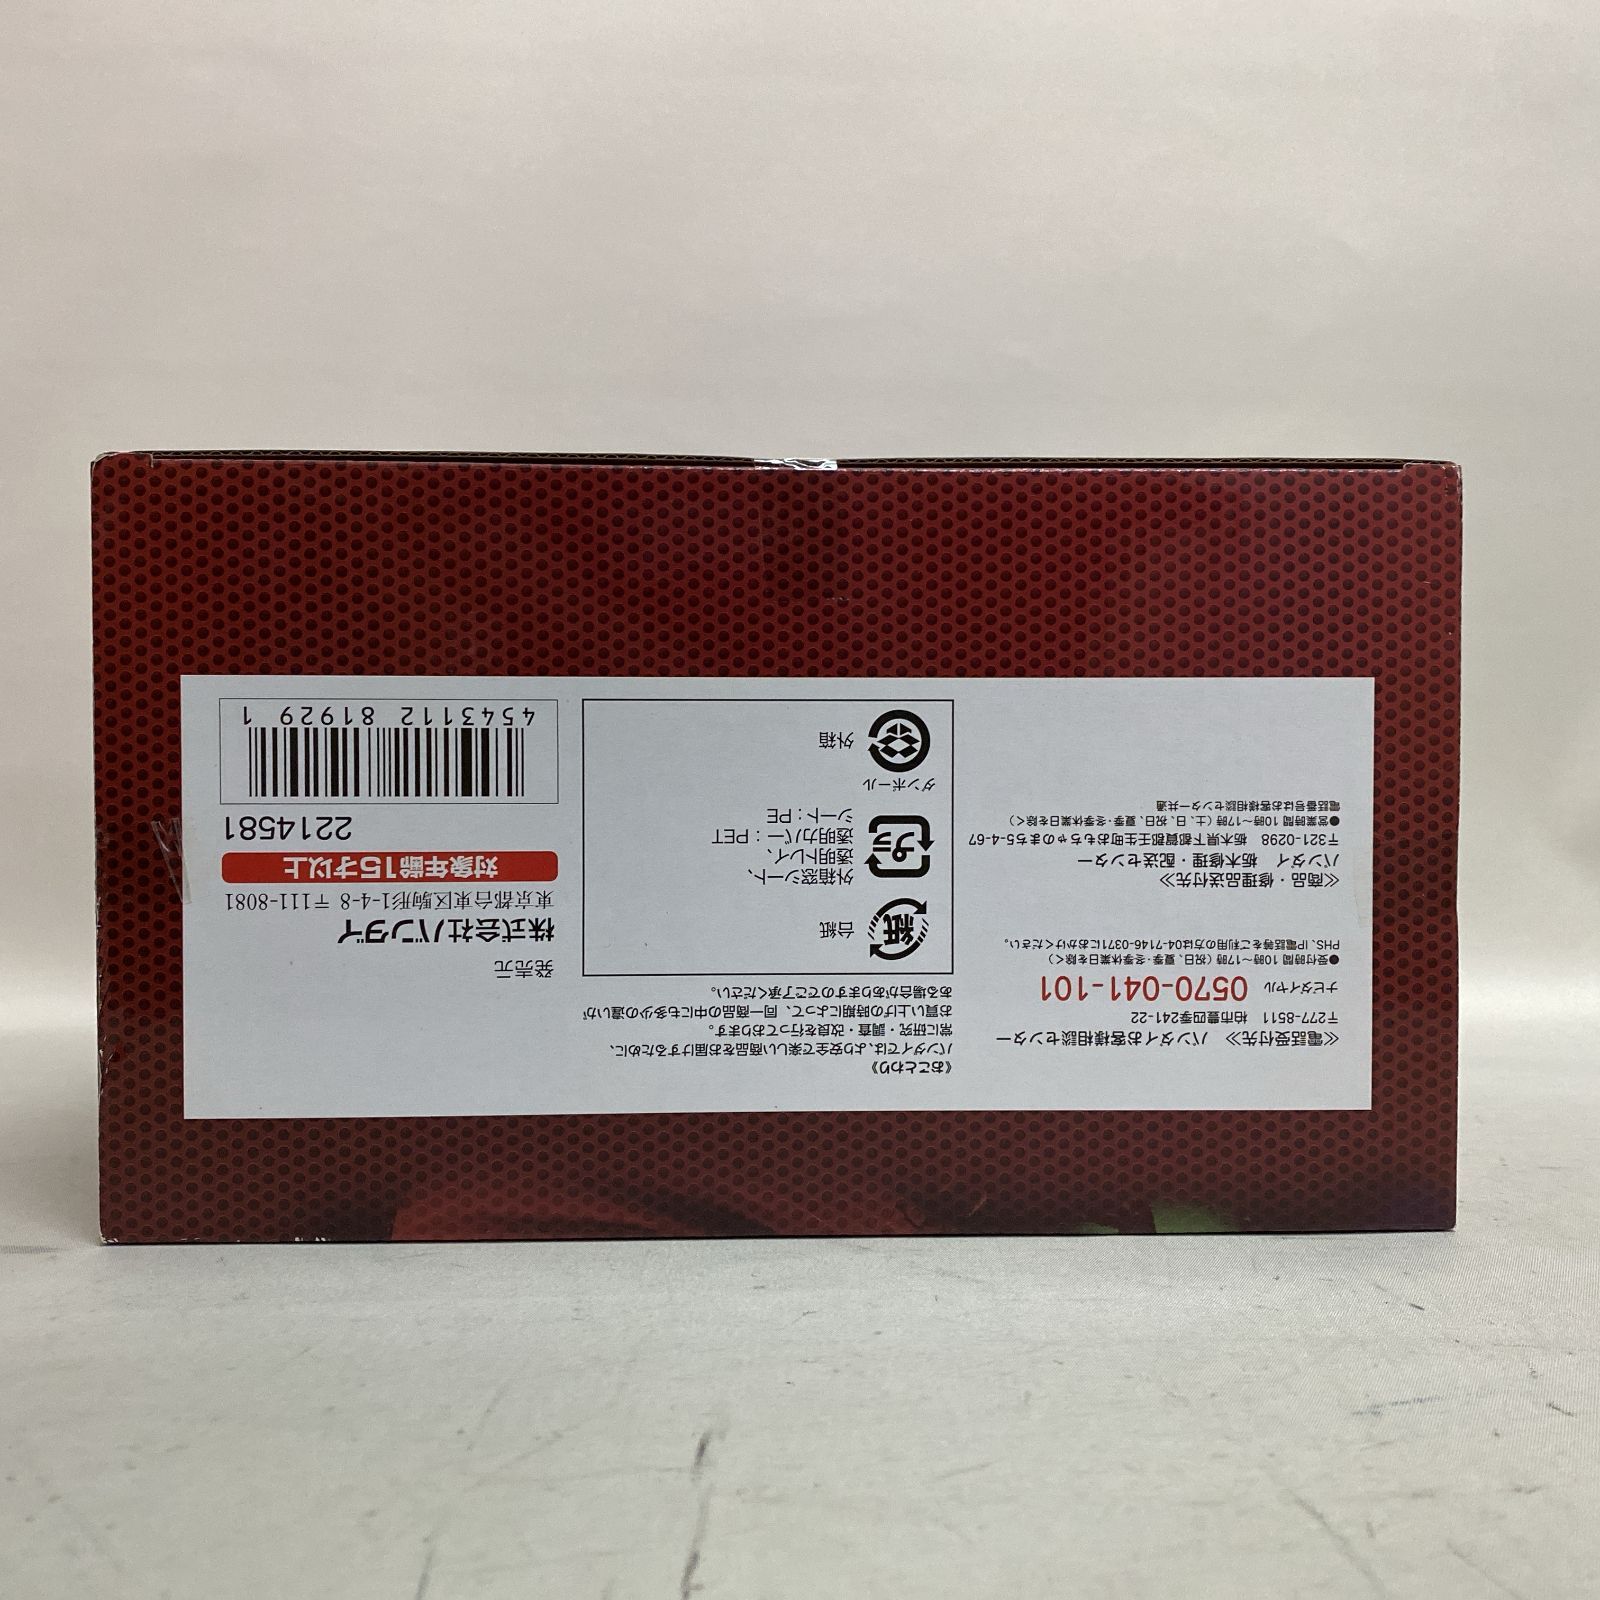 《電話受付先》 バンダイお客様相談センター
〒277-8511 柏市豊四季241-22
ナビダイヤル 0570-041-101
●受付時間 10時～17時（祝日、夏季・冬季休業日を除く）
PHS、IP電話等をご利用の方は04-7146-0371におかけください。
《商品・修理品送付先》
バンダイ 栃木修理・配送センター
〒321-0298 栃木県下都賀郡壬生町おもちゃのまち5-4-67
●営業時間 10時～17時（土、日、祝日、夏季・冬季休業日を除く）
電話番号はお客様相談センター共通
《おことわり》
バンダイでは、より安全で楽しい商品をお届けするために、
常に研究・調査・改良を行っております。
お買い上げの時期によって、同一商品の中にも多少の違いが
ある場合がありますのでご了承ください。
紙
台紙
プラ
外箱窓シート、
透明トレイ、
透明カバー：PET
シート：PE
ダンボール
外箱
発売元
株式会社バンダイ
東京都台東区駒形1-4-8 〒111-8081
対象年齢15才以上
2214581
4 543112 819291